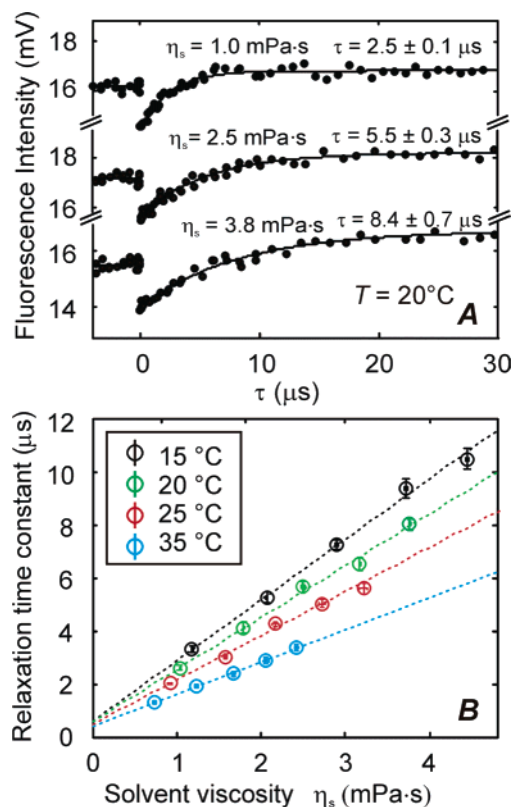 Fluorescence Intensity (mV)
18
16
18
16
16
14
ηs = 1.0 mPa·s τ = 2.5 ± 0.1 μs
ηs = 2.5 mPa·s τ = 5.5 ± 0.3 μs
ηs = 3.8 mPa·s τ = 8.4 ± 0.7 μs
T = 20°C A
0 10 20 30
τ (μs)
Relaxation time constant (μs)
12
10
8
6
4
2
0
15 °C
20 °C
25 °C
35 °C
B
0 1 2 3 4
Solvent viscosity ηs (mPa·s)